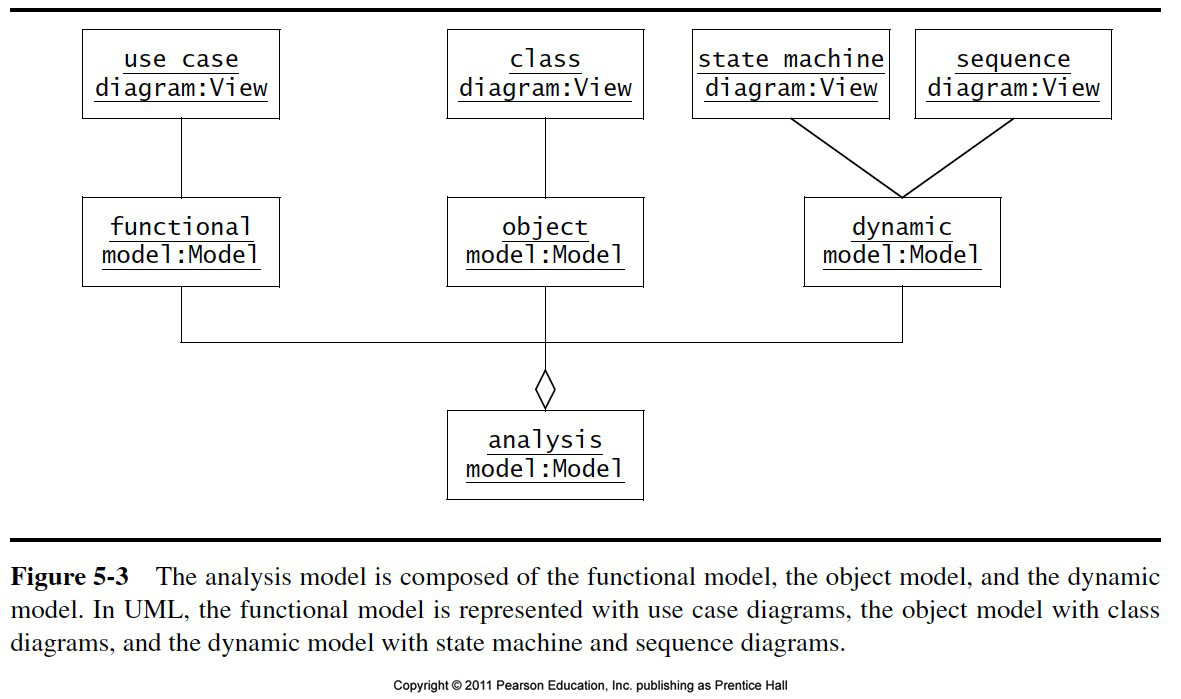 use case
diagram:View
class
diagram:View
state machine
diagram:View
sequence
diagram:View
functional
model:Model
object
model:Model
dynamic
model:Model
analysis
model:Model
Figure 5-3 The analysis model is composed of the functional model, the object model, and the dynamic
model. In UML, the functional model is represented with use case diagrams, the object model with class
diagrams, and the dynamic model with state machine and sequence diagrams.
Copyright © 2011 Pearson Education, Inc. publishing as Prentice Hall